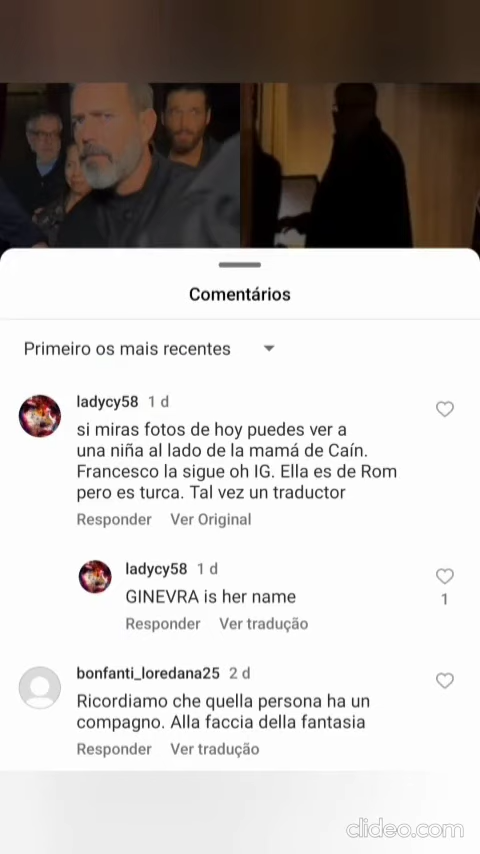 Comentários
Primeiro os mais recentes
ladycy58 1 d
si miras fotos de hoy puedes ver a
una niña al lado de la mamá de Caín.
Francesco la sigue oh IG. Ella es de Rom
pero es turca. Tal vez un traductor
Responder Ver Original
ladycy58 1 d
GINEVRA is her name
1
Responder Ver tradução
bonfanti_loredana25 2 d
Ricordiamo che quella persona ha un
compagno. Alla faccia della fantasia
Responder Ver tradução
clideo.com